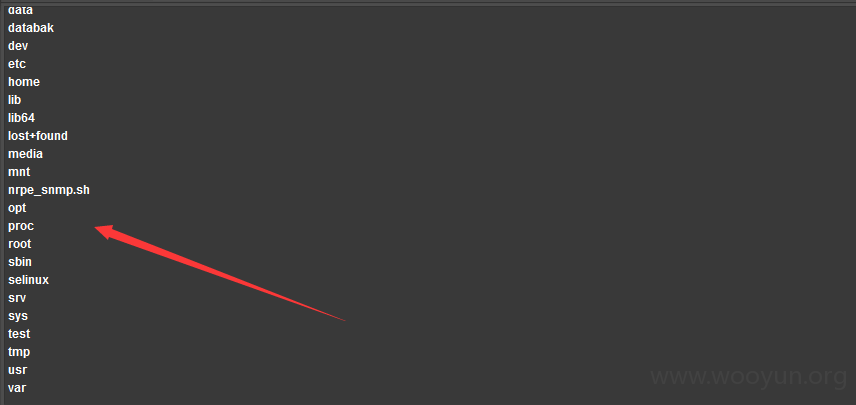 data
databak
dev
etc
home
lib
lib64
lost+found
media
mnt
nrpe_snmp.sh
opt
proc
root
sbin
selinux
srv
sys
test
tmp
usr
var
www.wooyun.org